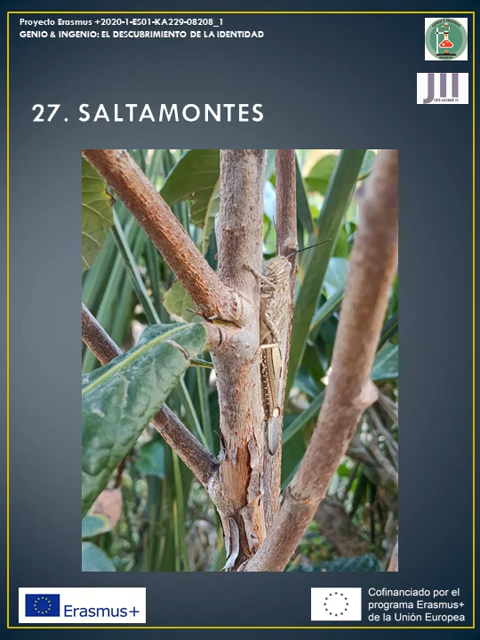 Proyecto Erasmus +2020-1-ES01-KA229-08208_1
GENIO & INGENIO: EL DESCUBRIMIENTO DE LA IDENTIDAD
JII
27. SALTAMONTES
Erasmus+
Cofinanciado por el
programa Erasmus+
de la Unión Europea